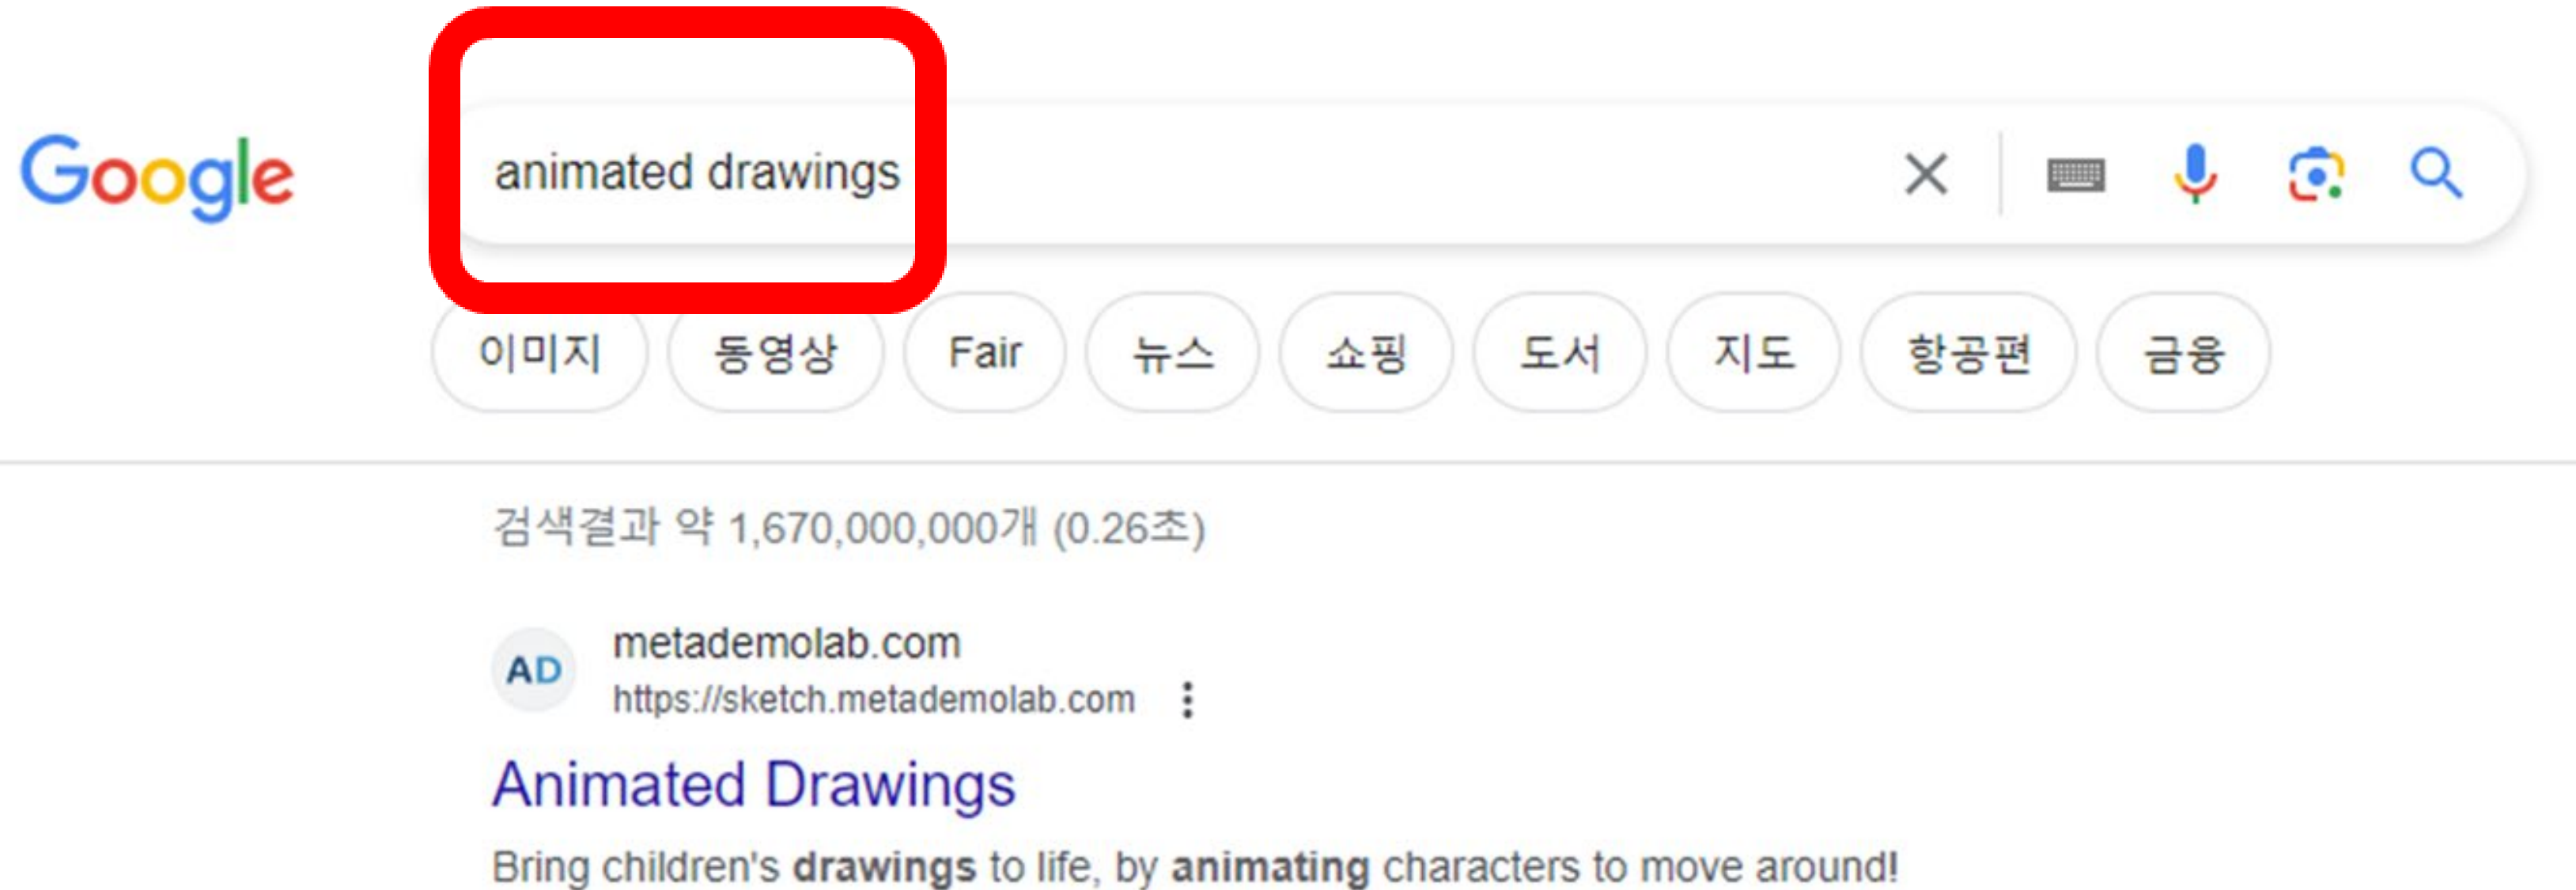 Google
animated drawings
이미지 동영상 Fair 뉴스 쇼핑 도서 지도 항공편 금융
검색결과 약 1,670,000,000개 (0.26초)
AD
metademolab.com
https://sketch.metademolab.com
Animated Drawings
Bring children's drawings to life, by animating characters to move around!